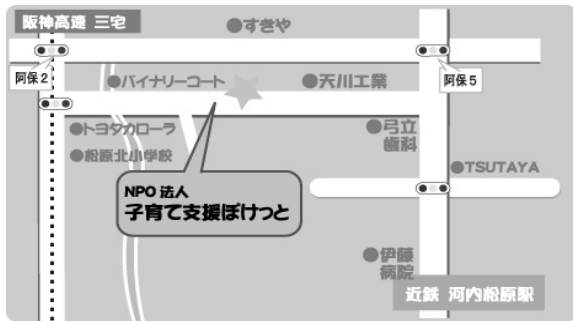 阪神高速 三宅
●すきや
阿保2
阿保5
●バイナリーコート
●天川工業
●トヨタカローラ
●松原北小学校
●弓立
歯科
●TSUTAYA
NPO 法人
子育て支援ぽけっと
●伊藤
病院
近鉄 河内松原駅